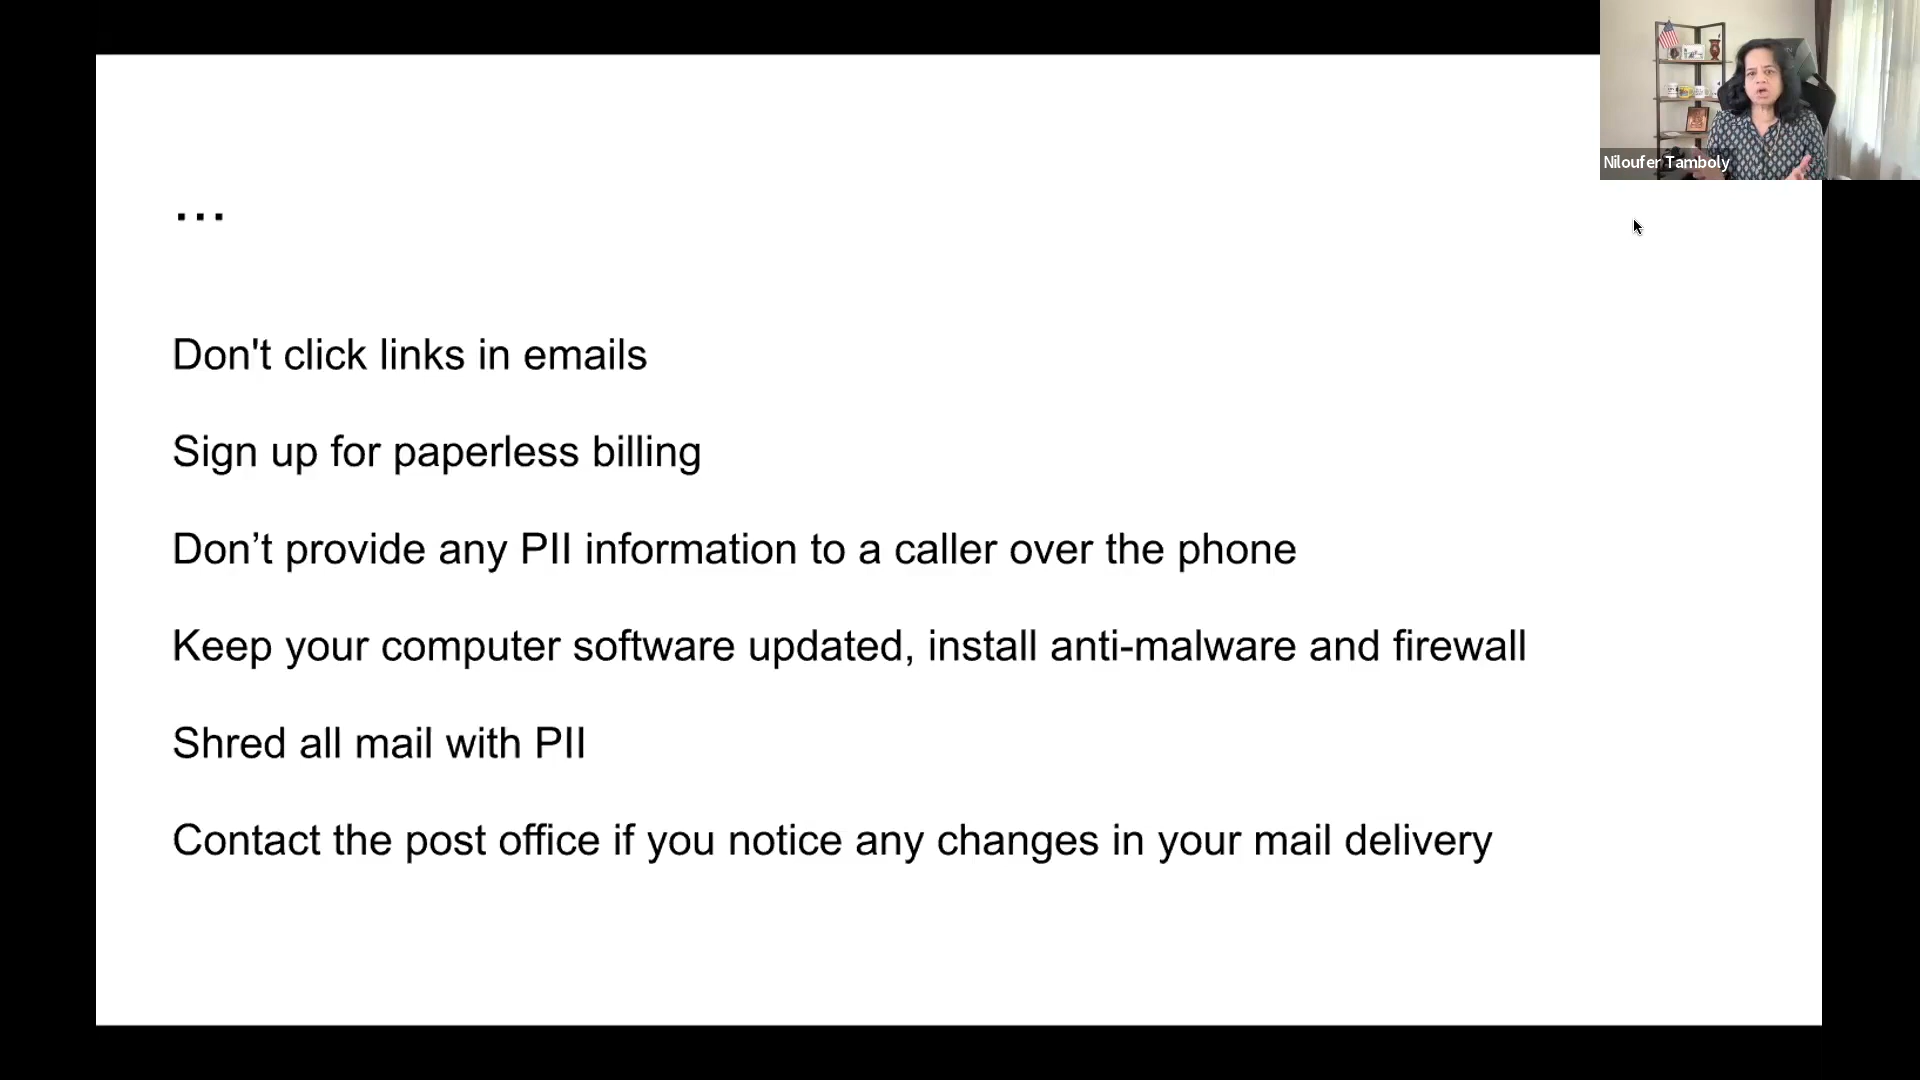 Niloufer Tamboly
...
Don't click links in emails
Sign up for paperless billing
Don’t provide any PII information to a caller over the phone
Keep your computer software updated, install anti-malware and firewall
Shred all mail with PII
Contact the post office if you notice any changes in your mail delivery